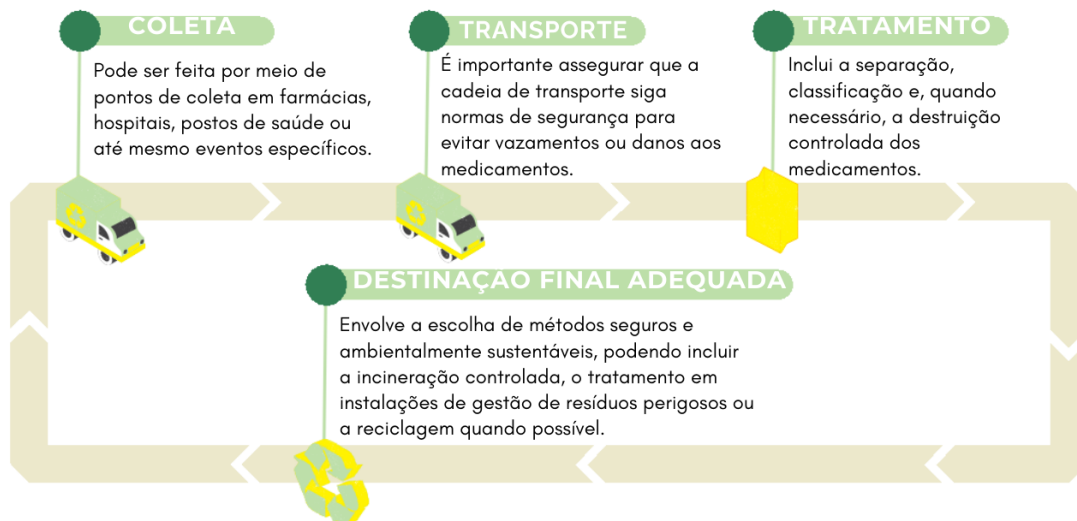 COLETA
Pode ser feita por meio de
pontos de coleta em farmácias,
hospitais, postos de saúde ou
até mesmo eventos específicos.
TRANSPORTE
É importante assegurar que a
cadeia de transporte siga
normas de segurança para
evitar vazamentos ou danos aos
medicamentos.
TRATAMENTO
Inclui a separação,
classificação e, quando
necessário, a destruição
controlada dos
medicamentos.
DESTINAÇAO FINAL ADEQUADA
Envolve a escolha de métodos seguros e
ambientalmente sustentáveis, podendo incluir
a incineração controlada, o tratamento em
instalações de gestão de resíduos perigosos ou
a reciclagem quando possível.